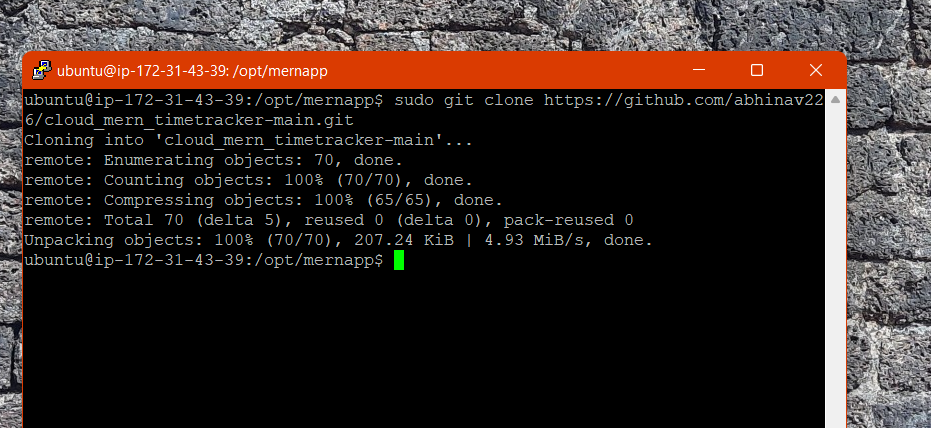 ubuntu@ip-172-31-43-39: /opt/mernapp
ubuntu@ip-172-31-43-39:/opt/mernapp$ sudo git clone https://github.com/abhinav22
6/cloud_mern_timetracker-main.git
Cloning into 'cloud_mern_timetracker-main'...
remote: Enumerating objects: 70, done.
remote: Counting objects: 100% (70/70), done.
remote: Compressing objects: 100% (65/65), done.
remote: Total 70 (delta 5), reused 0 (delta 0), pack-reused 0
Unpacking objects: 100% (70/70), 207.24 KiB | 4.93 MiB/s, done.
ubuntu@ip-172-31-43-39:/opt/mernapp$